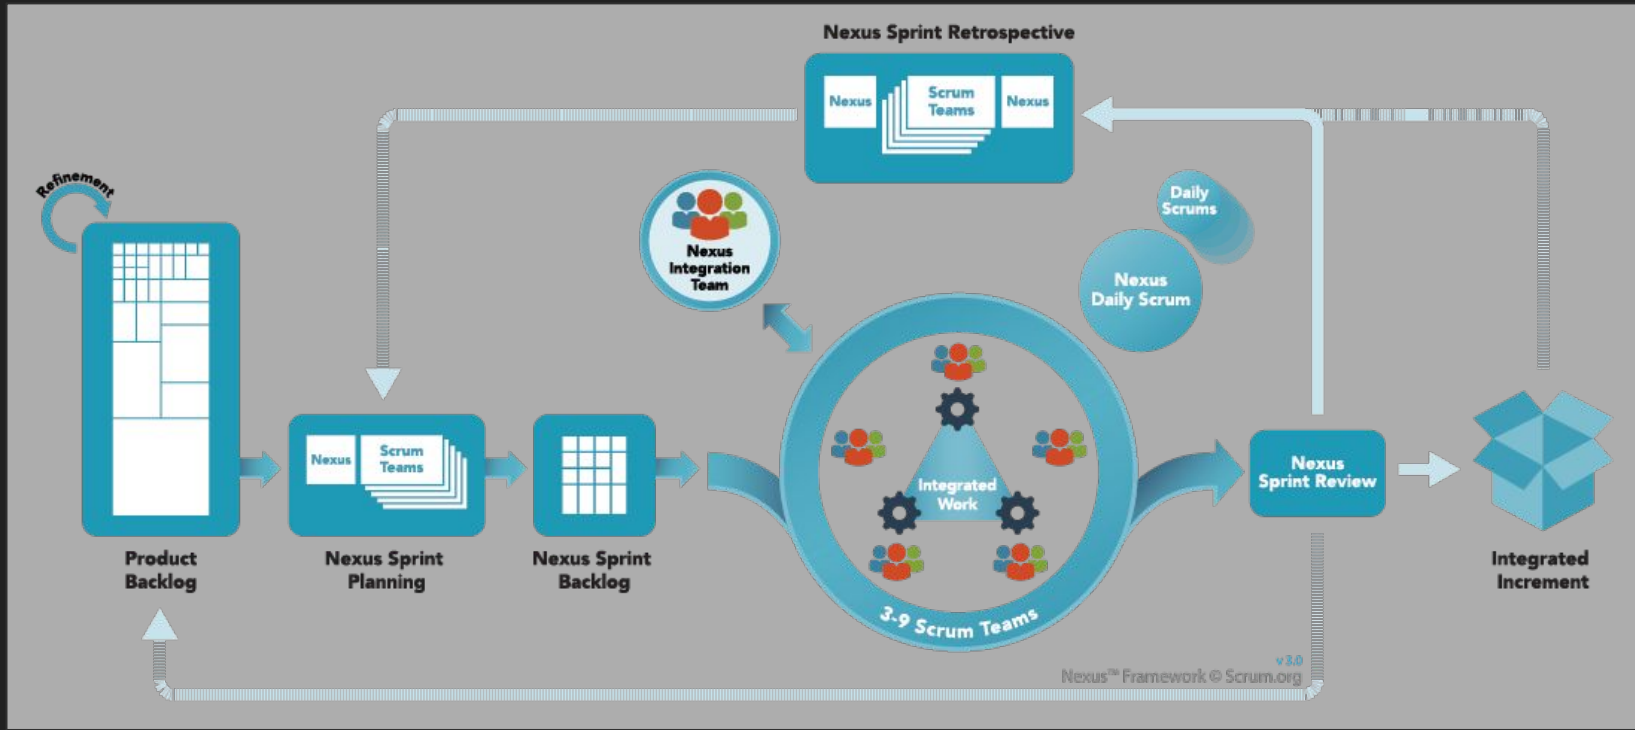 Nexus Sprint Retrospective
Nexus
Scrum
Teams
Nexus
Refinement
Daily
Scrums
Nexus
Integration
Team
Nexus
Daily Scrum
Nexus
Scrum
Teams
Integrated
Work
Nexus
Sprint Review
Product
Backlog
Nexus Sprint
Planning
Nexus Sprint
Backlog
Integrated
Increment
3-9 Scrum Teams
v 3.0
Nexus™ Framework © Scrum.org